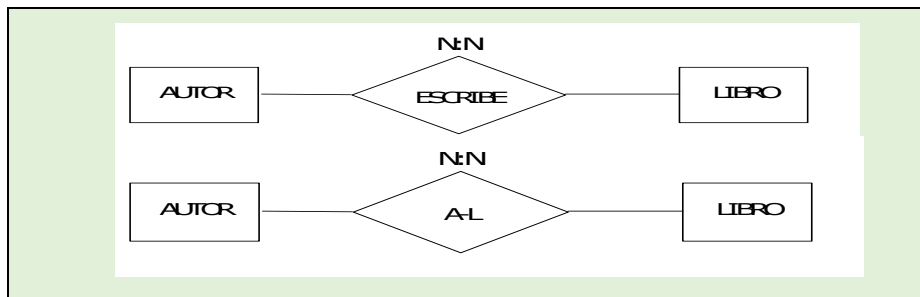 N:N
AUTOR
ESCRIBE
LIBRO
N:N
AUTOR
A-L
LIBRO